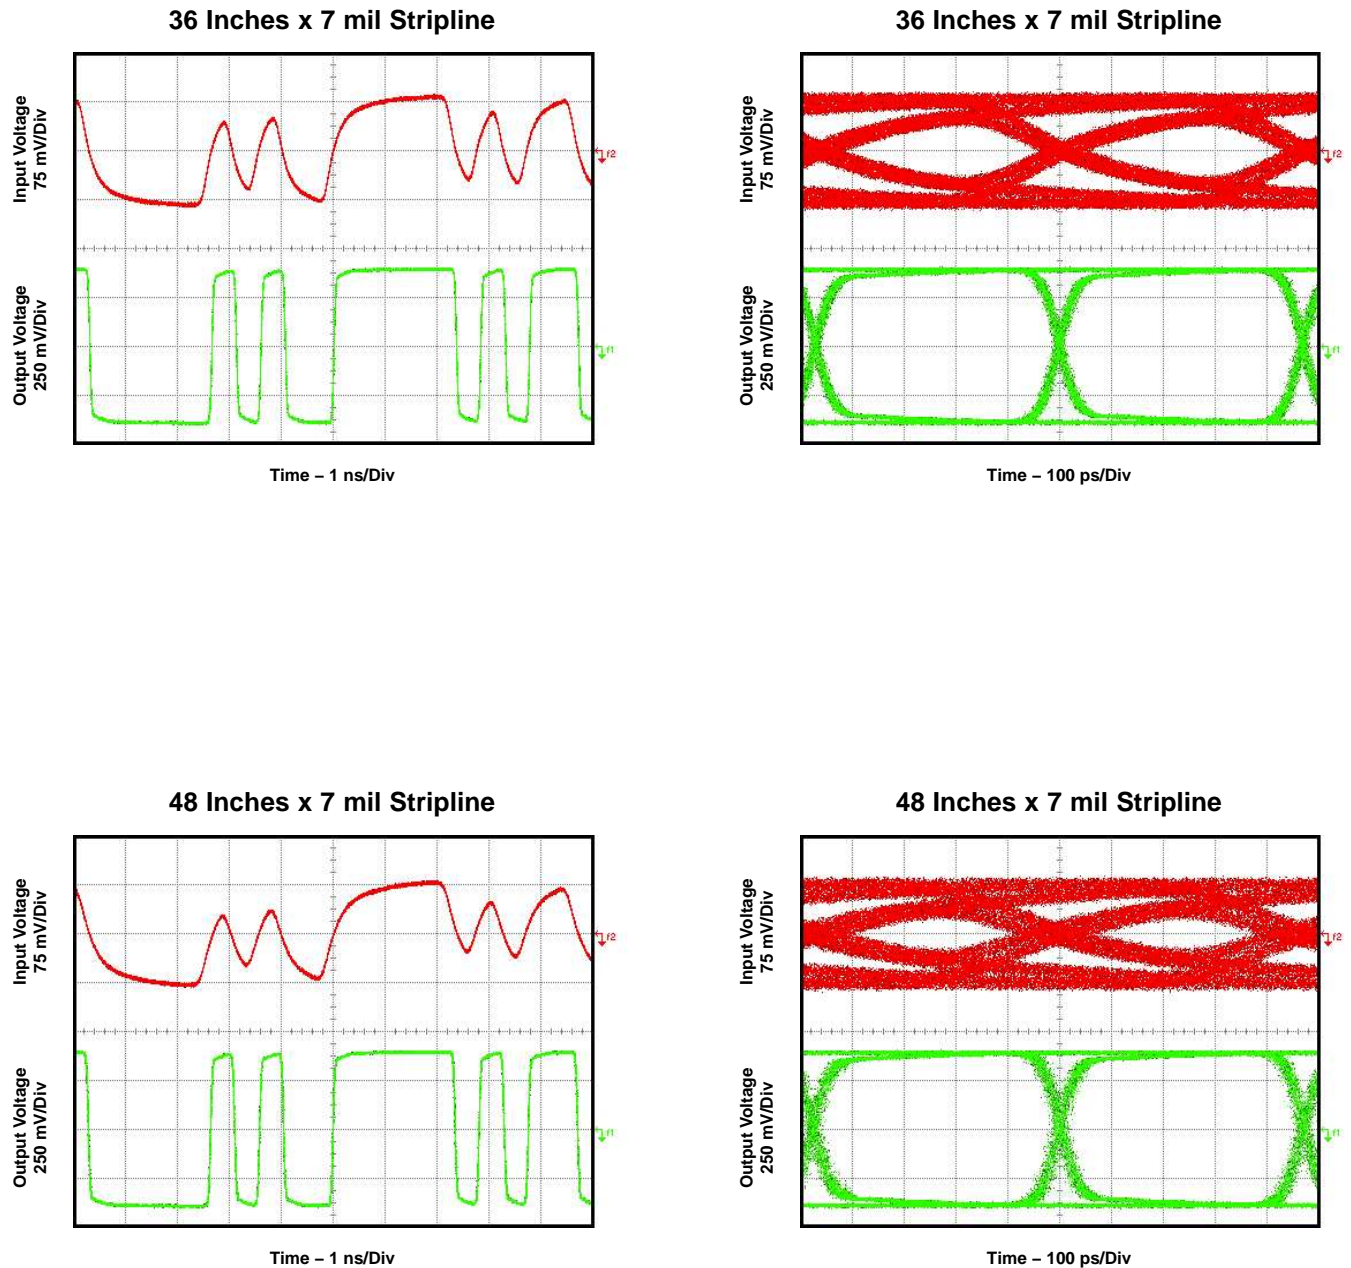 36 Inches x 7 mil Stripline
Input Voltage
75 mV/Div
f2
Output Voltage
250 mV/Div
f1
Time – 1 ns/Div
36 Inches x 7 mil Stripline
Input Voltage
75 mV/Div
f2
Output Voltage
250 mV/Div
f1
Time – 100 ps/Div
48 Inches x 7 mil Stripline
Input Voltage
75 mV/Div
f2
Output Voltage
250 mV/Div
f1
Time – 1 ns/Div
48 Inches x 7 mil Stripline
Input Voltage
75 mV/Div
f2
Output Voltage
250 mV/Div
f1
Time – 100 ps/Div